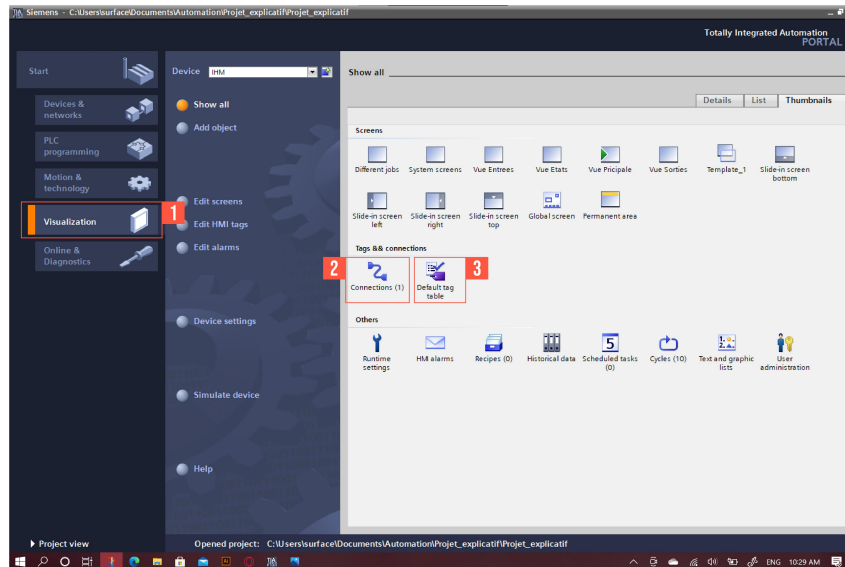 Siemens - C:\Users\surface\Documents\Automation\Projet_explicatif\Projet_explicatif
Totally Integrated Automation
PORTAL
Start
Devices &
networks
PLC
programming
Motion &
technology
Visualization
Online &
Diagnostics
1
Device IHM
Show all
Add object
Edit screens
Edit HMI tags
Edit alarms
Device settings
Simulate device
Help
Show all
Details List Thumbnails
Screens
Different jobs System screens Vue Entrees Vue Etats Vue Pricipale Vue Sorties Template_1 Slide-in screen
bottom
Slide-in screen Slide-in screen Slide-in screen Global screen Permanent area
left right top
Tags && connections
2 3
Connections (1) Default tag
table
Others
Runtime HMI alarms Recipes (0) Historical data Scheduled tasks Cycles (10) Text and graphic User
settings (0) lists administration
Project view
Opened project: C:\Users\surface\Documents\Automation\Projet_explicatif\Projet_explicatif
ENG 10:29 AM